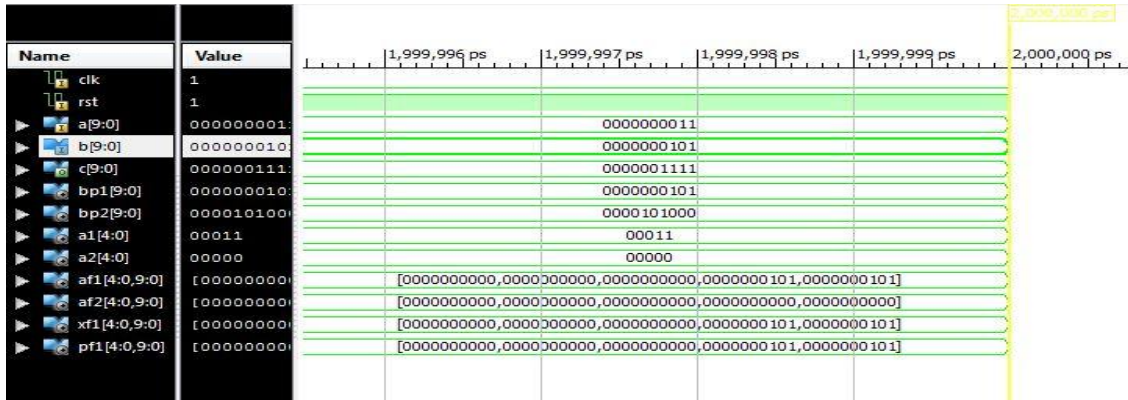 2,000,000 ps
Name Value 1,999,996 ps 1,999,997 ps 1,999,998 ps 1,999,999 ps 2,000,000 ps
clk 1
rst 1
a[9:0]000000001 0000000011
b[9:0]000000010 0000000101
c[9:0]000000111 0000001111
bp1[9:0] 000000010 0000000101
bp2[9:0] 000010100 0000101000
a1[4:0] 00011 00011
a2[4:0] 00000 00000
af1[4:0,9:0] [000000000 [0000000000,0000000000,0000000000,0000000101,0000000101]
af2[4:0,9:0] [000000000 [0000000000,0000000000,0000000000,0000000000,0000000000]
xf1[4:0,9:0] [000000000 [0000000000,0000000000,0000000000,0000000101,0000000101]
pf1[4:0,9:0] [000000000 [0000000000,0000000000,0000000000,0000000101,0000000101]